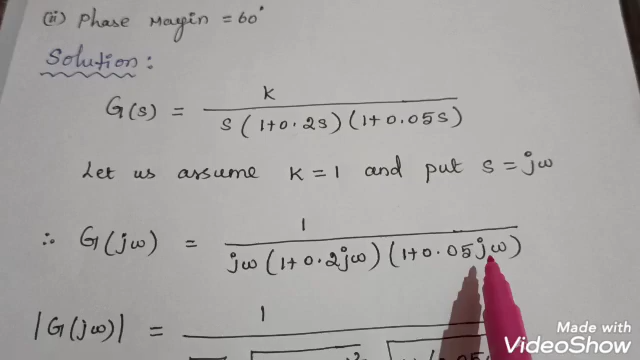 (ii) Phase Margin = 60°
Solution :
G(s) = K / s (1+0.2s) (1+0.05s)
Let us assume K = 1 and put s = jω
∴ G(jω) = 1 / jω (1+0.2jω) (1+0.05jω)
|G(jω)| = 1
Made with
VideoShow